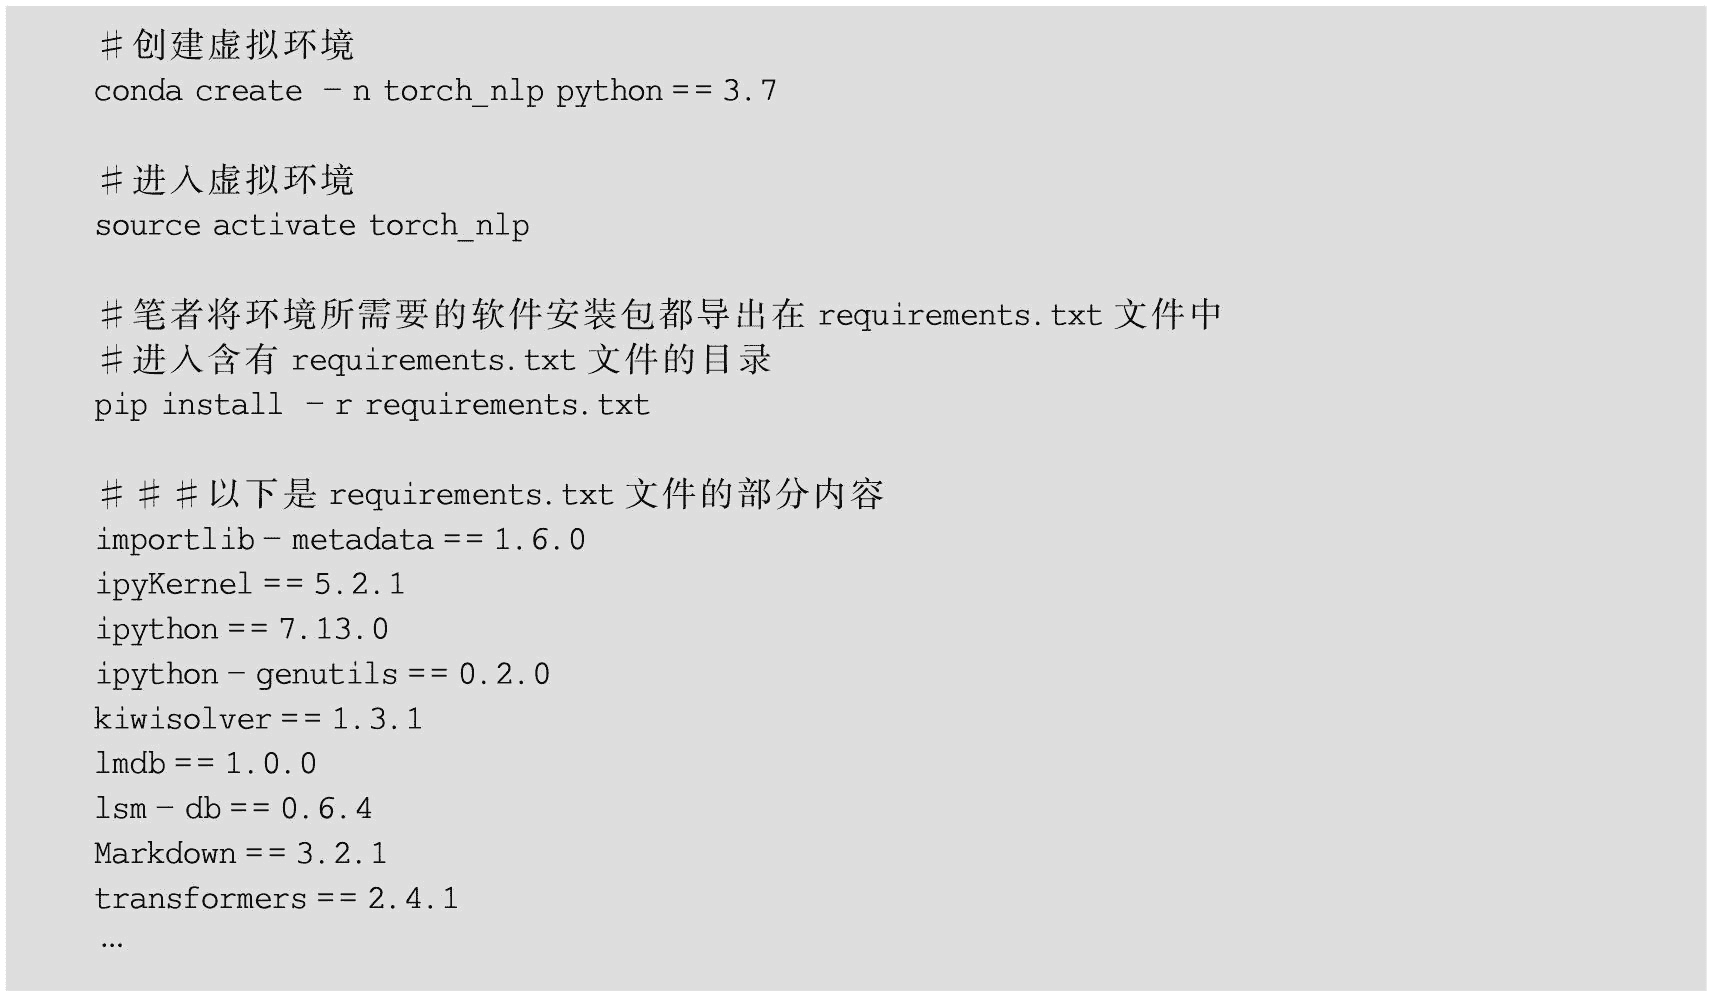 #创建虚拟环境
conda create -n torch_nlp python==3.7
#进入虚拟环境
source activate torch_nlp
#笔者将环境所需要的软件安装包都导出在 requirements.txt 文件中
#进入含有 requirements.txt 文件的目录
pip install -r requirements.txt
###以下是 requirements.txt 文件的部分内容
importlib-metadata==1.6.0
ipyKernel==5.2.1
ipython==7.13.0
ipython-genutils==0.2.0
kiwisolver==1.3.1
lmdb==1.0.0
lsm-db==0.6.4
Markdown==3.2.1
transformers==2.4.1
…